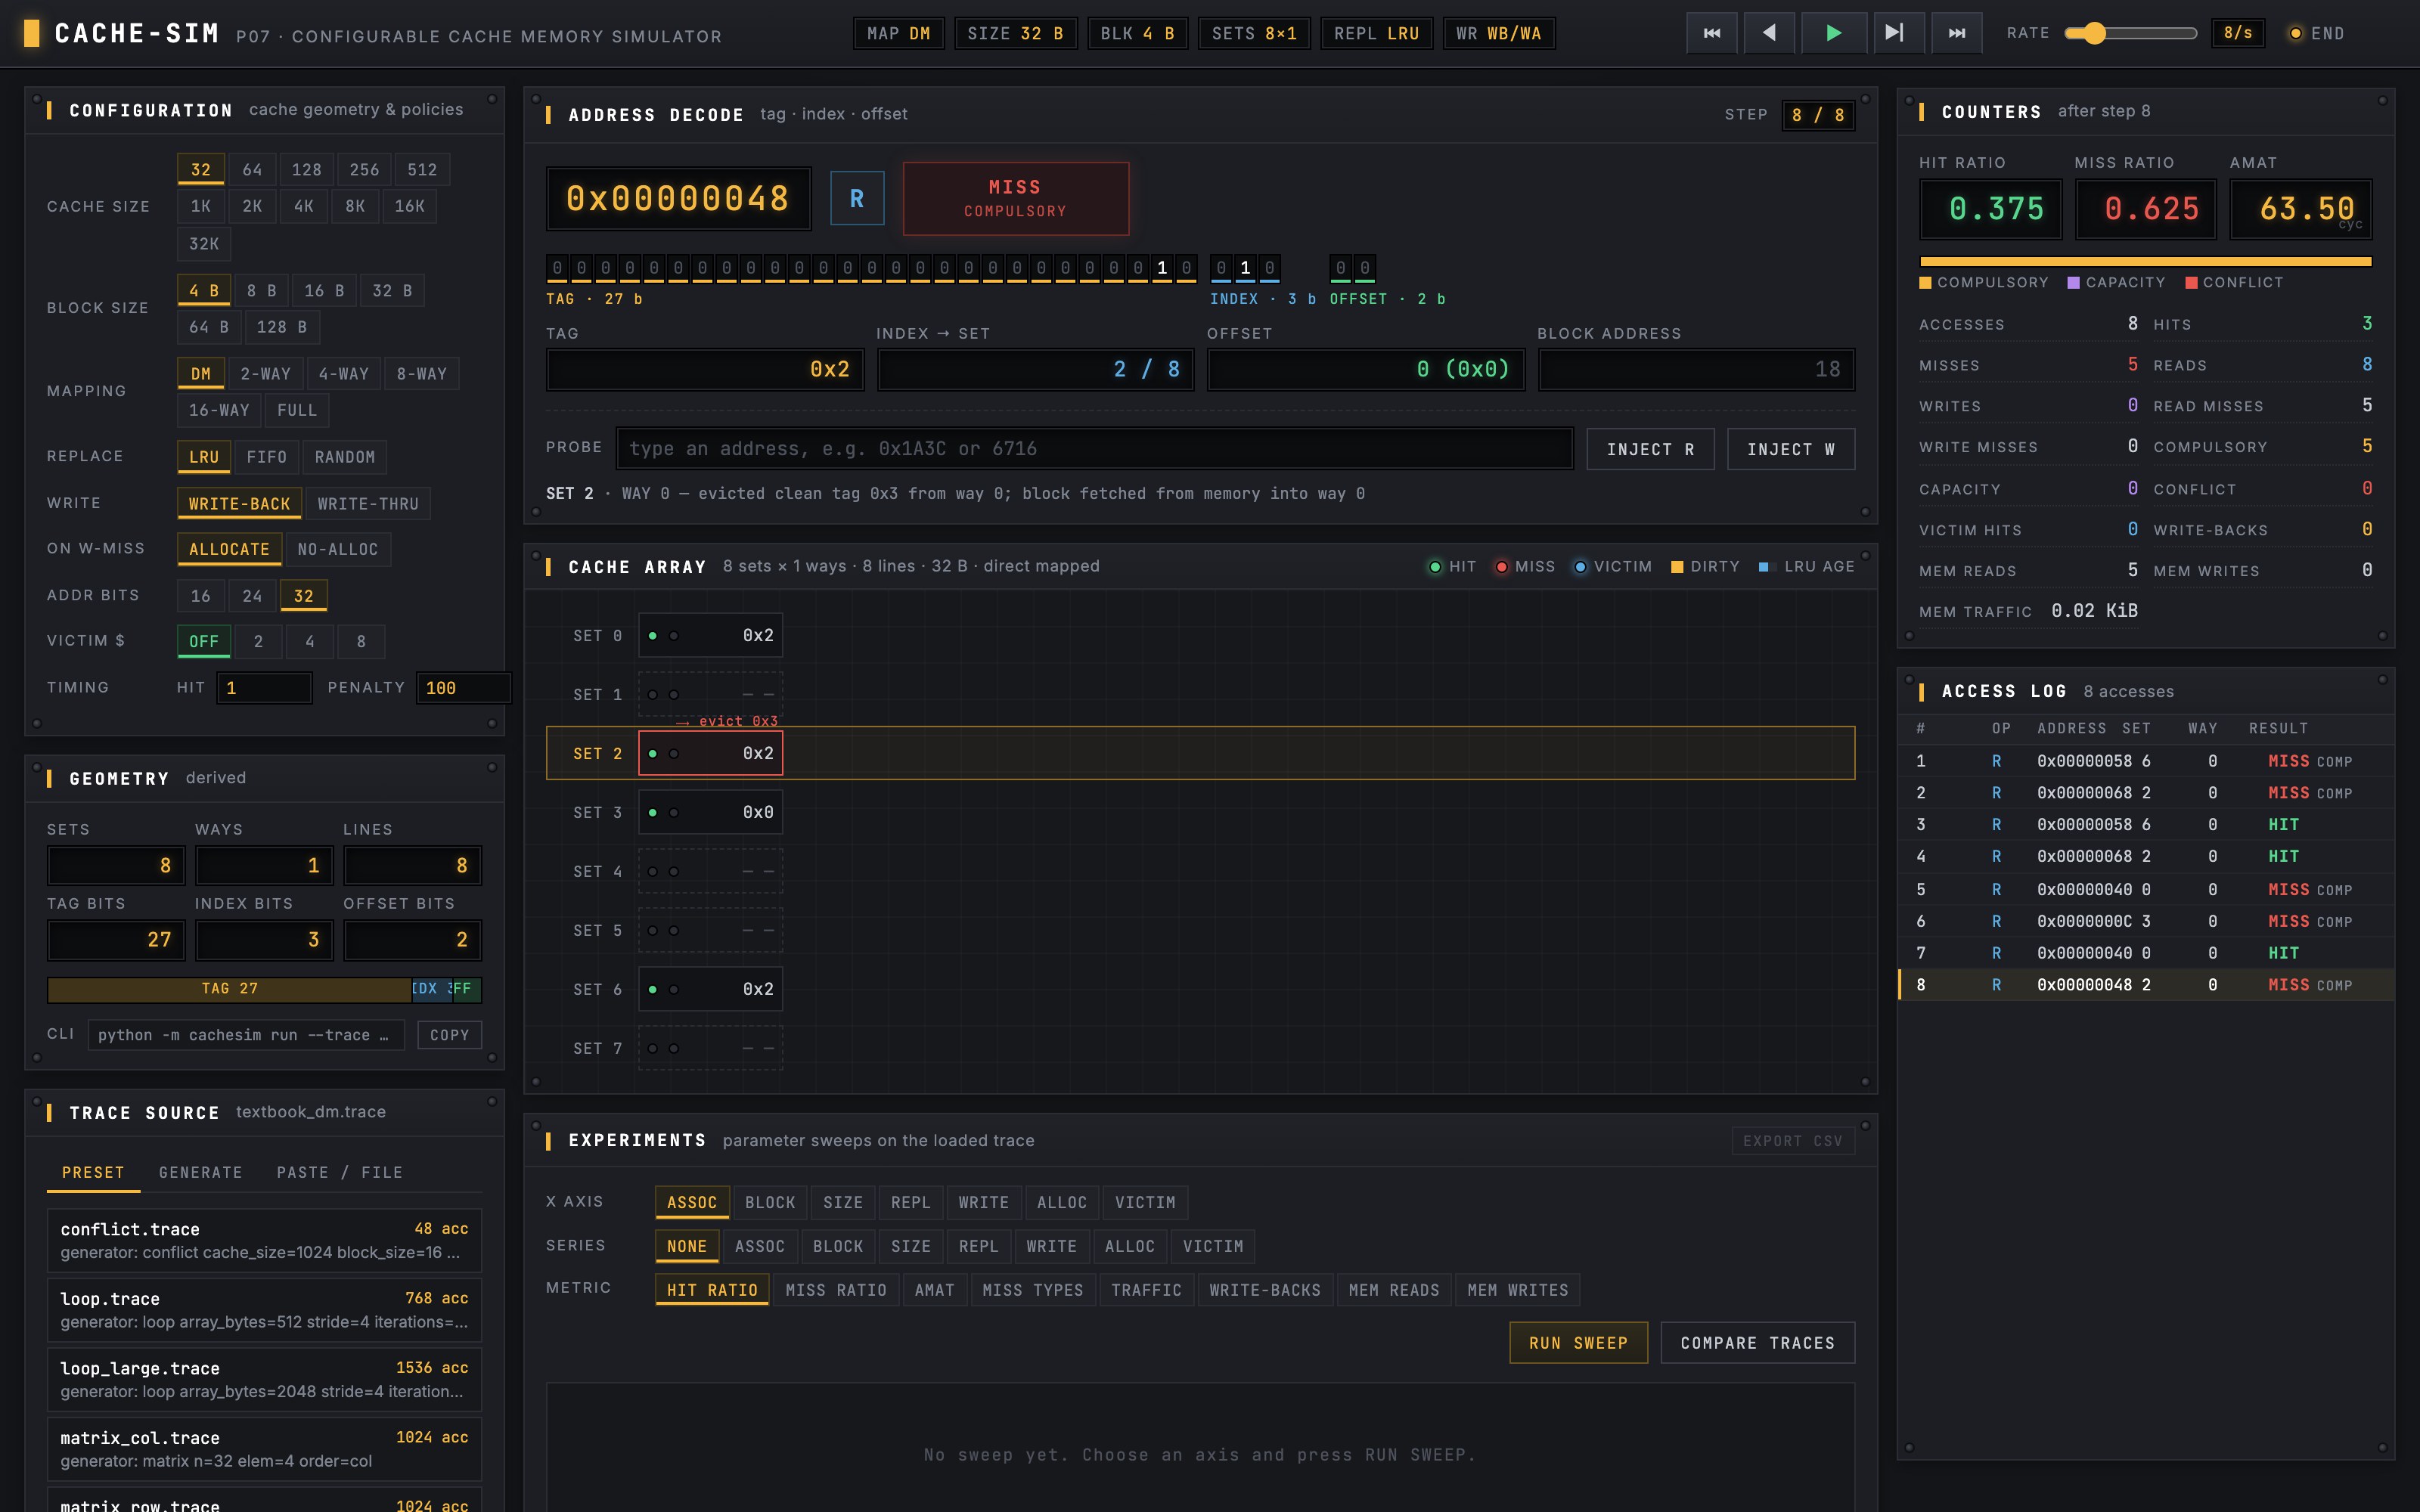 CACHE-SIM P07 · CONFIGURABLE CACHE MEMORY SIMULATOR
MAP DM
SIZE 32 B
BLK 4 B
SETS 8×1
REPL LRU
WR WB/WA
RATE 8/s END
CONFIGURATION cache geometry & policies
CACHE SIZE
32 64 128 256 512
1K 2K 4K 8K 16K
32K
BLOCK SIZE
4 B 8 B 16 B 32 B
64 B 128 B
MAPPING
DM 2-WAY 4-WAY 8-WAY
16-WAY FULL
REPLACE LRU FIFO RANDOM
WRITE WRITE-BACK WRITE-THRU
ON W-MISS ALLOCATE NO-ALLOC
ADDR BITS 16 24 32
VICTIM $ OFF 2 4 8
TIMING HIT 1 PENALTY 100
GEOMETRY derived
SETS WAYS LINES
8 1 8
TAG BITS INDEX BITS OFFSET BITS
27 3 2
TAG 27 IDX 3 FF
CLI python -m cachesim run --trace … COPY
TRACE SOURCE textbook_dm.trace
PRESET GENERATE PASTE / FILE
conflict.trace 48 acc
generator: conflict cache_size=1024 block_size=16 ...
loop.trace 768 acc
generator: loop array_bytes=512 stride=4 iterations=...
loop_large.trace 1536 acc
generator: loop array_bytes=2048 stride=4 iteration...
matrix_col.trace 1024 acc
generator: matrix n=32 elem=4 order=col
matrix_row.trace 1024 acc
ADDRESS DECODE tag · index · offset STEP 8 / 8
0x00000048 R MISS
COMPULSORY
0 0 0 0 0 0 0 0 0 0 0 0 0 0 0 0 0 0 0 0 0 0 0 0 0 1 0 0 1 0 0 0
TAG · 27 b INDEX · 3 b OFFSET · 2 b
TAG INDEX → SET OFFSET BLOCK ADDRESS
0x2 2 / 8 0 (0x0) 18
PROBE type an address, e.g. 0x1A3C or 6716 INJECT R INJECT W
SET 2 · WAY 0 — evicted clean tag 0x3 from way 0; block fetched from memory into way 0
CACHE ARRAY 8 sets × 1 ways · 8 lines · 32 B · direct mapped HIT MISS VICTIM DIRTY LRU AGE
SET 0 0x2
SET 1 – –
→ evict 0x3
SET 2 0x2
SET 3 0x0
SET 4 – –
SET 5 – –
SET 6 0x2
SET 7 – –
EXPERIMENTS parameter sweeps on the loaded trace EXPORT CSV
X AXIS ASSOC BLOCK SIZE REPL WRITE ALLOC VICTIM
SERIES NONE ASSOC BLOCK SIZE REPL WRITE ALLOC VICTIM
METRIC HIT RATIO MISS RATIO AMAT MISS TYPES TRAFFIC WRITE-BACKS MEM READS MEM WRITES
RUN SWEEP COMPARE TRACES
No sweep yet. Choose an axis and press RUN SWEEP.
COUNTERS after step 8
HIT RATIO MISS RATIO AMAT
0.375 0.625 63.50 cyc
COMPULSORY CAPACITY CONFLICT
ACCESSES 8 HITS 3
MISSES 5 READS 8
WRITES 0 READ MISSES 5
WRITE MISSES 0 COMPULSORY 5
CAPACITY 0 CONFLICT 0
VICTIM HITS 0 WRITE-BACKS 0
MEM READS 5 MEM WRITES 0
MEM TRAFFIC 0.02 KiB
ACCESS LOG 8 accesses
# OP ADDRESS SET WAY RESULT
1 R 0x00000058 6 0 MISS COMP
2 R 0x00000068 2 0 MISS COMP
3 R 0x00000058 6 0 HIT
4 R 0x00000068 2 0 HIT
5 R 0x00000040 0 0 MISS COMP
6 R 0x0000000C 3 0 MISS COMP
7 R 0x00000040 0 0 HIT
8 R 0x00000048 2 0 MISS COMP